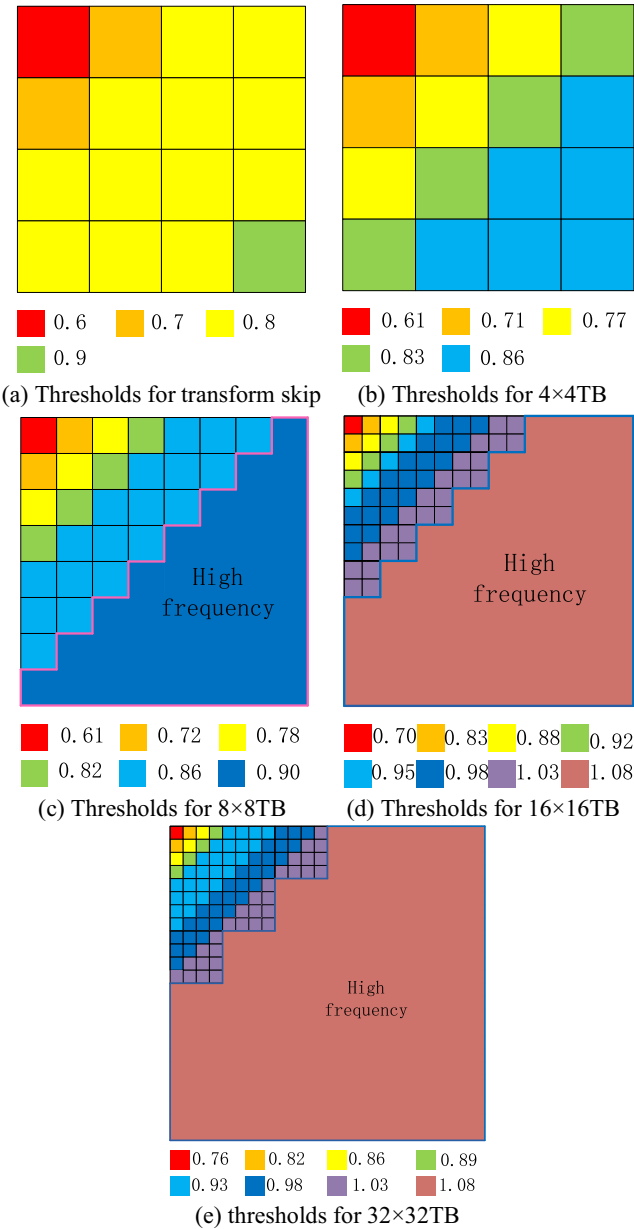 0.6 0.7 0.8
0.9
(a) Thresholds for transform skip
0.61 0.71 0.77
0.83 0.86
(b) Thresholds for 4×4TB
High
frequency
0.61 0.72 0.78
0.82 0.86 0.90
(c) Thresholds for 8×8TB
High
frequency
0.70 0.83 0.88 0.92
0.95 0.98 1.03 1.08
(d) Thresholds for 16×16TB
High
frequency
0.76 0.82 0.86 0.89
0.93 0.98 1.03 1.08
(e) thresholds for 32×32TB